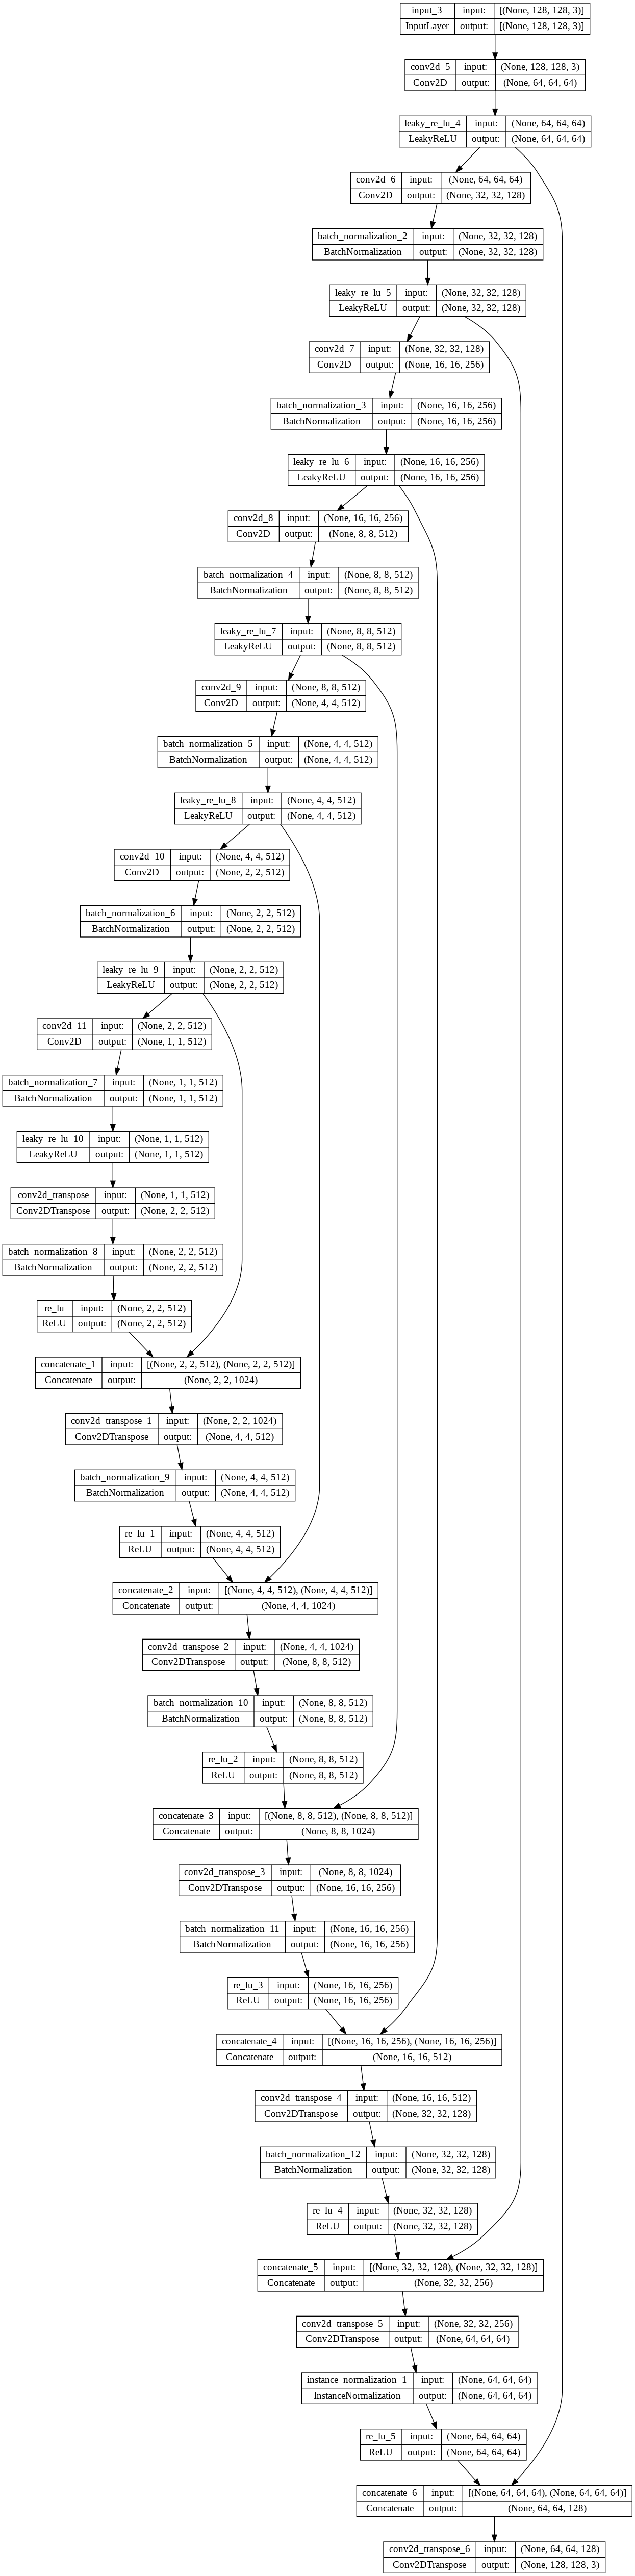 input_3 input: [(None, 128, 128, 3)]
InputLayer output: [(None, 128, 128, 3)]
conv2d_5 input: (None, 128, 128, 3)
Conv2D output: (None, 64, 64, 64)
leaky_re_lu_4 input: (None, 64, 64, 64)
LeakyReLU output: (None, 64, 64, 64)
conv2d_6 input: (None, 64, 64, 64)
Conv2D output: (None, 32, 32, 128)
batch_normalization_2 input: (None, 32, 32, 128)
BatchNormalization output: (None, 32, 32, 128)
leaky_re_lu_5 input: (None, 32, 32, 128)
LeakyReLU output: (None, 32, 32, 128)
conv2d_7 input: (None, 32, 32, 128)
Conv2D output: (None, 16, 16, 256)
batch_normalization_3 input: (None, 16, 16, 256)
BatchNormalization output: (None, 16, 16, 256)
leaky_re_lu_6 input: (None, 16, 16, 256)
LeakyReLU output: (None, 16, 16, 256)
conv2d_8 input: (None, 16, 16, 256)
Conv2D output: (None, 8, 8, 512)
batch_normalization_4 input: (None, 8, 8, 512)
BatchNormalization output: (None, 8, 8, 512)
leaky_re_lu_7 input: (None, 8, 8, 512)
LeakyReLU output: (None, 8, 8, 512)
conv2d_9 input: (None, 8, 8, 512)
Conv2D output: (None, 4, 4, 512)
batch_normalization_5 input: (None, 4, 4, 512)
BatchNormalization output: (None, 4, 4, 512)
leaky_re_lu_8 input: (None, 4, 4, 512)
LeakyReLU output: (None, 4, 4, 512)
conv2d_10 input: (None, 4, 4, 512)
Conv2D output: (None, 2, 2, 512)
batch_normalization_6 input: (None, 2, 2, 512)
BatchNormalization output: (None, 2, 2, 512)
leaky_re_lu_9 input: (None, 2, 2, 512)
LeakyReLU output: (None, 2, 2, 512)
conv2d_11 input: (None, 2, 2, 512)
Conv2D output: (None, 1, 1, 512)
batch_normalization_7 input: (None, 1, 1, 512)
BatchNormalization output: (None, 1, 1, 512)
leaky_re_lu_10 input: (None, 1, 1, 512)
LeakyReLU output: (None, 1, 1, 512)
conv2d_transpose input: (None, 1, 1, 512)
Conv2DTranspose output: (None, 2, 2, 512)
batch_normalization_8 input: (None, 2, 2, 512)
BatchNormalization output: (None, 2, 2, 512)
re_lu input: (None, 2, 2, 512)
ReLU output: (None, 2, 2, 512)
concatenate_1 input: [(None, 2, 2, 512), (None, 2, 2, 512)]
Concatenate output: (None, 2, 2, 1024)
conv2d_transpose_1 input: (None, 2, 2, 1024)
Conv2DTranspose output: (None, 4, 4, 512)
batch_normalization_9 input: (None, 4, 4, 512)
BatchNormalization output: (None, 4, 4, 512)
re_lu_1 input: (None, 4, 4, 512)
ReLU output: (None, 4, 4, 512)
concatenate_2 input: [(None, 4, 4, 512), (None, 4, 4, 512)]
Concatenate output: (None, 4, 4, 1024)
conv2d_transpose_2 input: (None, 4, 4, 1024)
Conv2DTranspose output: (None, 8, 8, 512)
batch_normalization_10 input: (None, 8, 8, 512)
BatchNormalization output: (None, 8, 8, 512)
re_lu_2 input: (None, 8, 8, 512)
ReLU output: (None, 8, 8, 512)
concatenate_3 input: [(None, 8, 8, 512), (None, 8, 8, 512)]
Concatenate output: (None, 8, 8, 1024)
conv2d_transpose_3 input: (None, 8, 8, 1024)
Conv2DTranspose output: (None, 16, 16, 256)
batch_normalization_11 input: (None, 16, 16, 256)
BatchNormalization output: (None, 16, 16, 256)
re_lu_3 input: (None, 16, 16, 256)
ReLU output: (None, 16, 16, 256)
concatenate_4 input: [(None, 16, 16, 256), (None, 16, 16, 256)]
Concatenate output: (None, 16, 16, 512)
conv2d_transpose_4 input: (None, 16, 16, 512)
Conv2DTranspose output: (None, 32, 32, 128)
batch_normalization_12 input: (None, 32, 32, 128)
BatchNormalization output: (None, 32, 32, 128)
re_lu_4 input: (None, 32, 32, 128)
ReLU output: (None, 32, 32, 128)
concatenate_5 input: [(None, 32, 32, 128), (None, 32, 32, 128)]
Concatenate output: (None, 32, 32, 256)
conv2d_transpose_5 input: (None, 32, 32, 256)
Conv2DTranspose output: (None, 64, 64, 64)
instance_normalization_1 input: (None, 64, 64, 64)
InstanceNormalization output: (None, 64, 64, 64)
re_lu_5 input: (None, 64, 64, 64)
ReLU output: (None, 64, 64, 64)
concatenate_6 input: [(None, 64, 64, 64), (None, 64, 64, 64)]
Concatenate output: (None, 64, 64, 128)
conv2d_transpose_6 input: (None, 64, 64, 128)
Conv2DTranspose output: (None, 128, 128, 3)